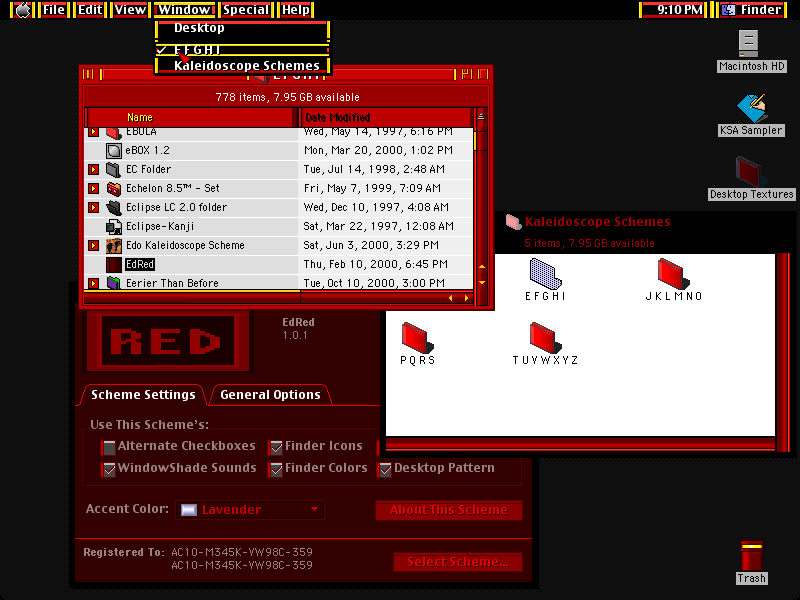 File Edit View Window Special Help 9:10 PM Finder
Desktop
✓ EFGHI
Kaleidoscope Schemes
EFGHI
778 items, 7.95 GB available
Name Date Modified
EBOLA Wed, May 14, 1997, 6:16 PM
eBOX 1.2 Mon, Mar 20, 2000, 1:02 PM
EC Folder Tue, Jul 14, 1998, 2:48 AM
Echelon 8.5™ - Set Fri, May 7, 1999, 7:09 AM
Eclipse LC 2.0 folder Wed, Dec 10, 1997, 4:08 AM
Eclipse-Kanji Sat, Mar 22, 1997, 12:08 AM
Edo Kaleidoscope Scheme Sat, Jun 3, 2000, 3:29 PM
EdRed Thu, Feb 10, 2000, 6:45 PM
Eerier Than Before Tue, Oct 10, 2000, 3:00 PM
Macintosh HD
KSA Sampler
Desktop Textures
Kaleidoscope Schemes
5 items, 7.95 GB available
EFGHI JKLMNO
PQRS TUVWXYZ
RED
EdRed
1.0.1
Scheme Settings General Options
Use This Scheme's:
Alternate Checkboxes Finder Icons
WindowShade Sounds Finder Colors Desktop Pattern
Accent Color: Lavender About This Scheme
Registered To: AC10-M345K-VW98C-359
AC10-M345K-VW98C-359
Select Scheme...
Trash